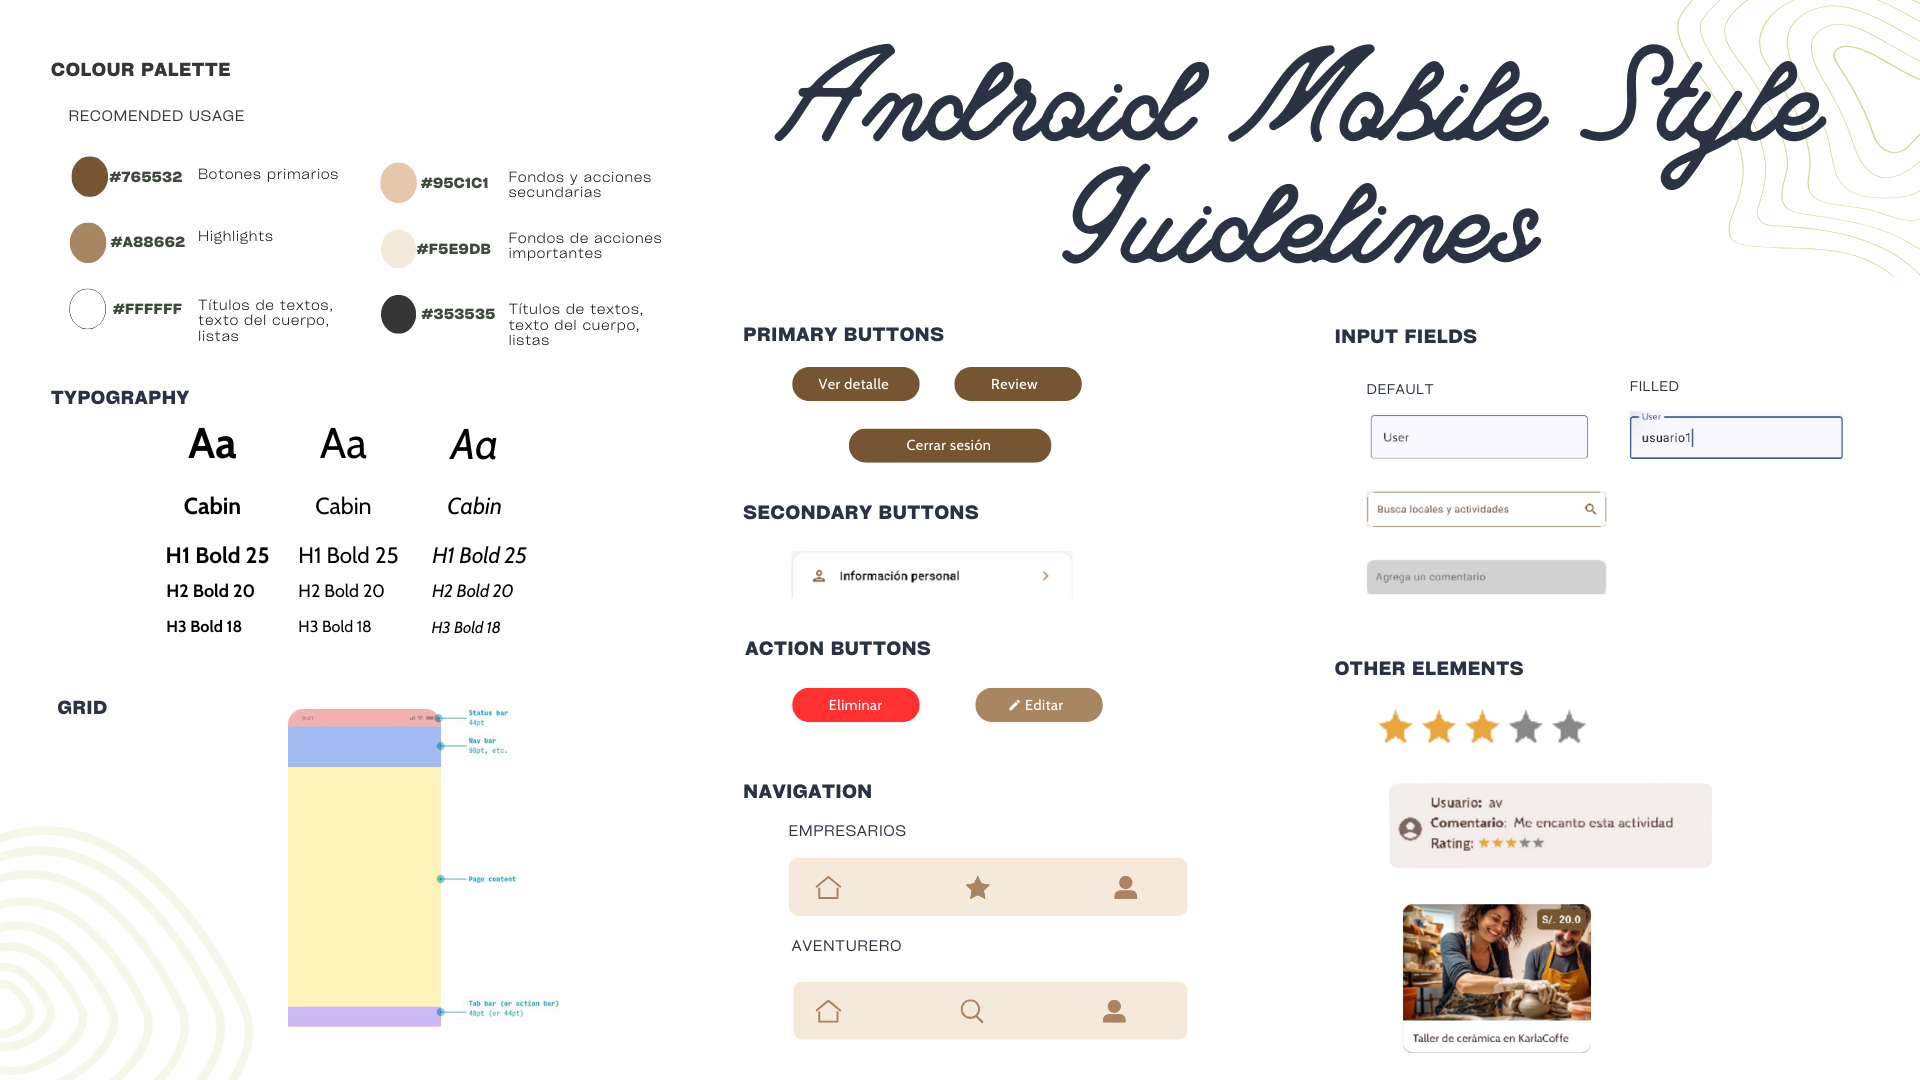 Android Mobile Style
Guidelines
COLOUR PALETTE
RECOMENDED USAGE
#765532
Botones primarios
#95C1C1
Fondos y acciones
secundarias
#A88662
Highlights
#F5E9DB
Fondos de acciones
importantes
#FFFFFF
Títulos de textos,
texto del cuerpo,
listas
#353535
Títulos de textos,
texto del cuerpo,
listas
TYPOGRAPHY
Aa Aa Aa
Cabin Cabin Cabin
H1 Bold 25 H1 Bold 25 H1 Bold 25
H2 Bold 20 H2 Bold 20 H2 Bold 20
H3 Bold 18 H3 Bold 18 H3 Bold 18
GRID
9:41
Status bar
44pt
Nav bar
90pt, etc.
Page content
Tab bar (or action bar)
48pt (or 44pt)
PRIMARY BUTTONS
Ver detalle
Review
Cerrar sesión
SECONDARY BUTTONS
Información personal
ACTION BUTTONS
Eliminar
Editar
NAVIGATION
EMPRESARIOS
AVENTURERO
INPUT FIELDS
DEFAULT
FILLED
User
User
usuario1
Busca locales y actividades
Agrega un comentario
OTHER ELEMENTS
Usuario: av
Comentario: Me encanto esta actividad
Rating:
S/. 20.0
Taller de cerámica en KarlaCoffe